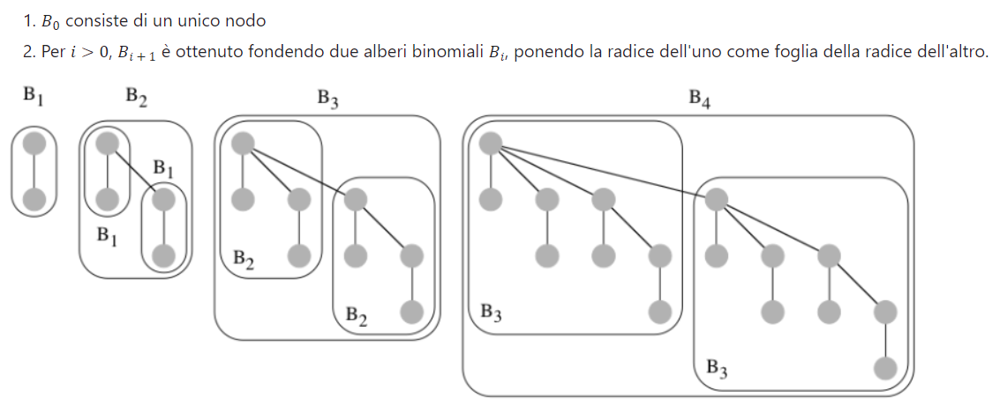 1. B₀ consiste di un unico nodo
2. Per i > 0, Bᵢ₊₁ è ottenuto fondendo due alberi binomiali Bᵢ, ponendo la radice dell'uno come foglia della radice dell'altro.
B₁ B₂ B₃ B₄
B₁
B₁
B₂
B₂
B₃
B₃